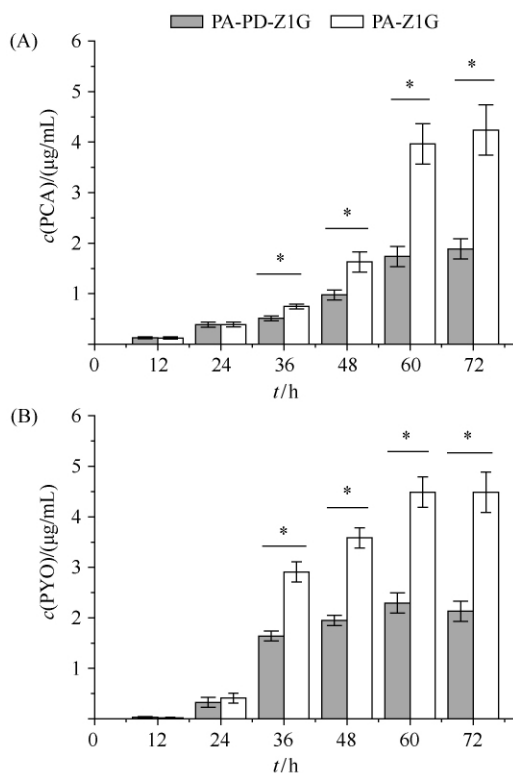 PA-PD-Z1G PA-Z1G
(A)
c(PCA)/(μg/mL)
6
5
4
3
2
1
* * * * *
0 12 24 36 48 60 72
t/h
(B)
c(PYO)/(μg/mL)
6
5
4
3
2
1
* * * *
0 12 24 36 48 60 72
t/h